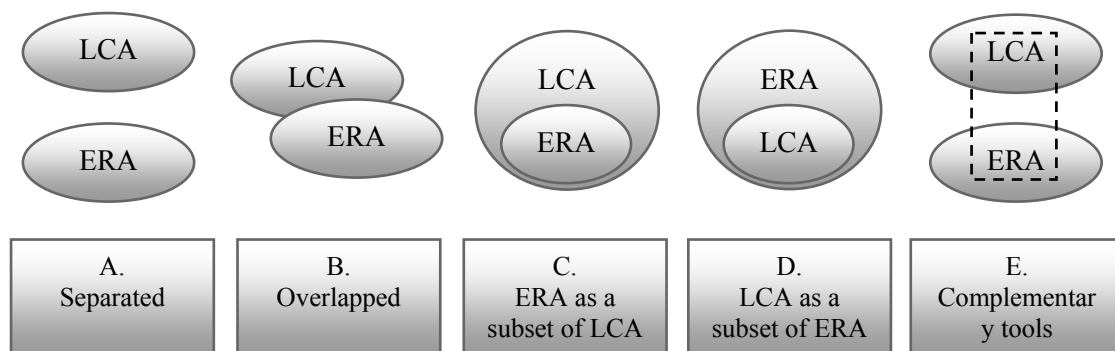 LCA
ERA
LCA
ERA
LCA
ERA
ERA
LCA
LCA
ERA
A.
Separated
B.
Overlapped
C.
ERA as a
subset of LCA
D.
LCA as a
subset of ERA
E.
Complementar
y tools